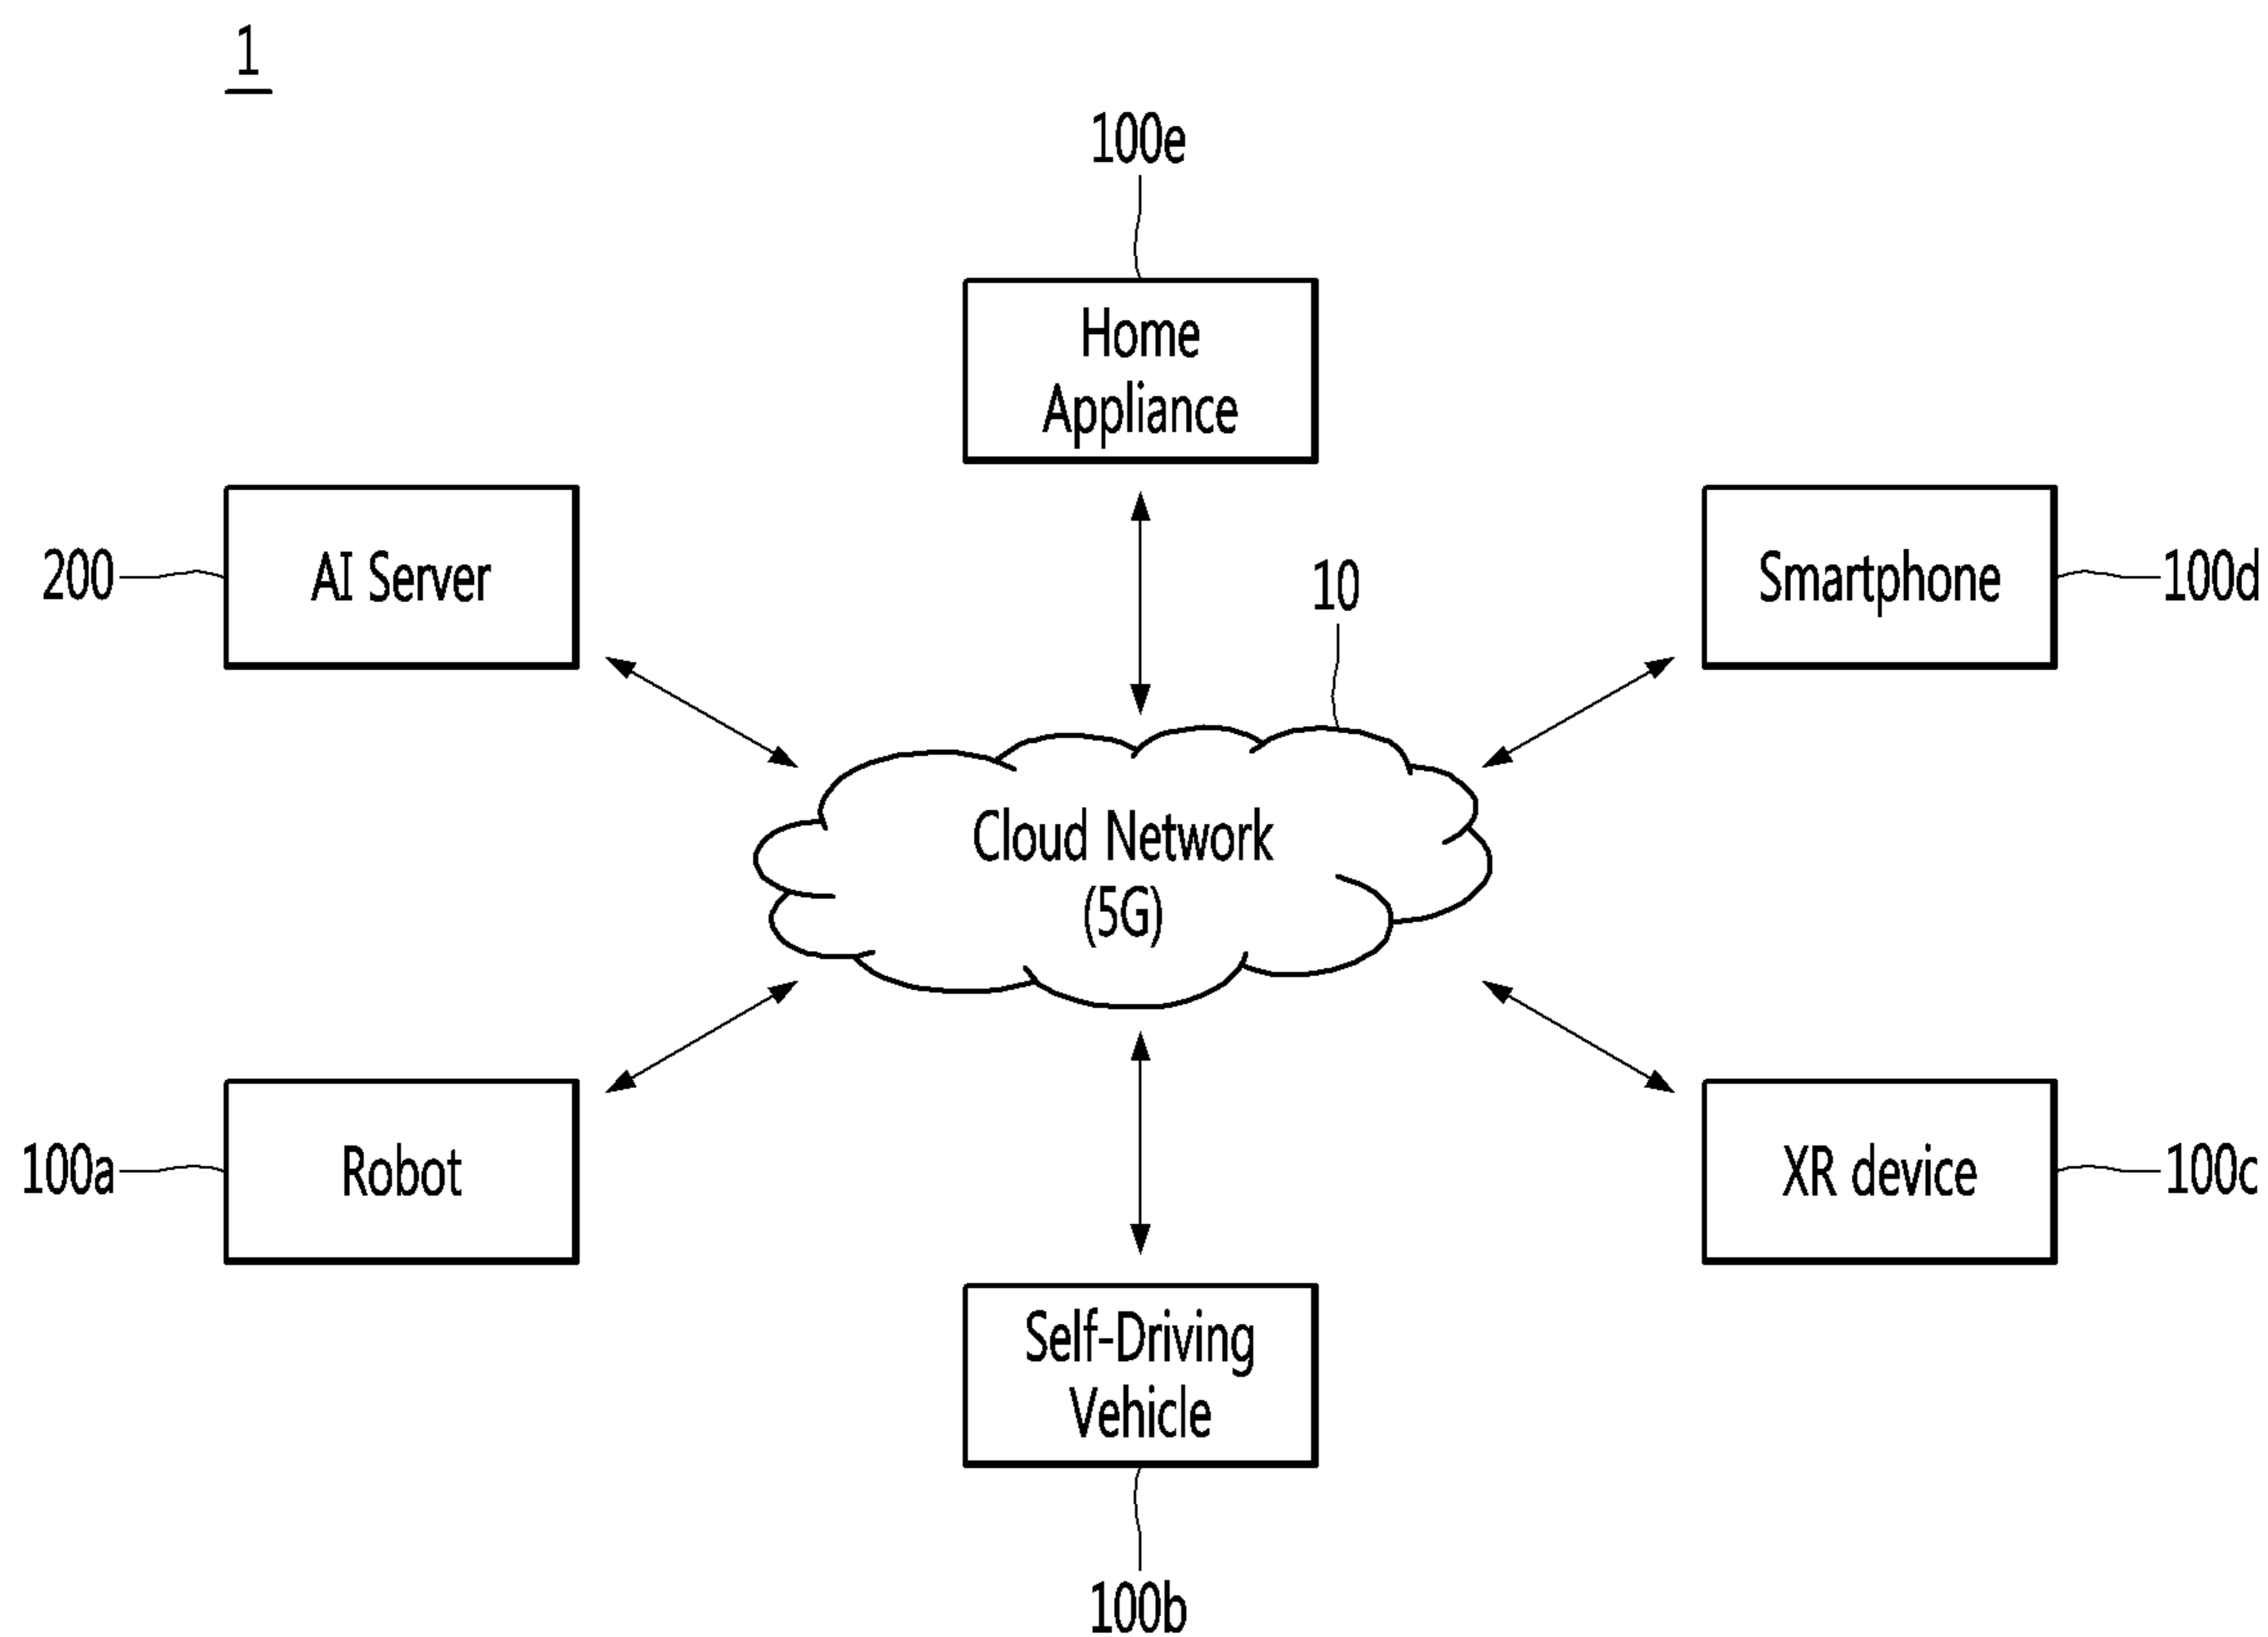 1
100e
Home
Appliance
200
AI Server
10
Smartphone
100d
Cloud Network
(5G)
100a
Robot
XR device
100c
Self-Driving
Vehicle
100b